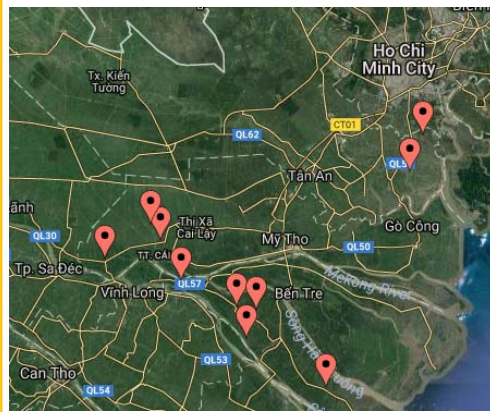 Ho Chi
Minh City
Tx. Kiến
Tường
CT01
QL62
QL5
Tân An
Thị Xã
Cai Lậy
Gò Công
QL30
Mỹ Tho
QL50
TT. CÁI
Tp. Sa Đéc
QL57
Mekong River
Vĩnh Long
Bến Tre
QL53
Can Tho
QL54